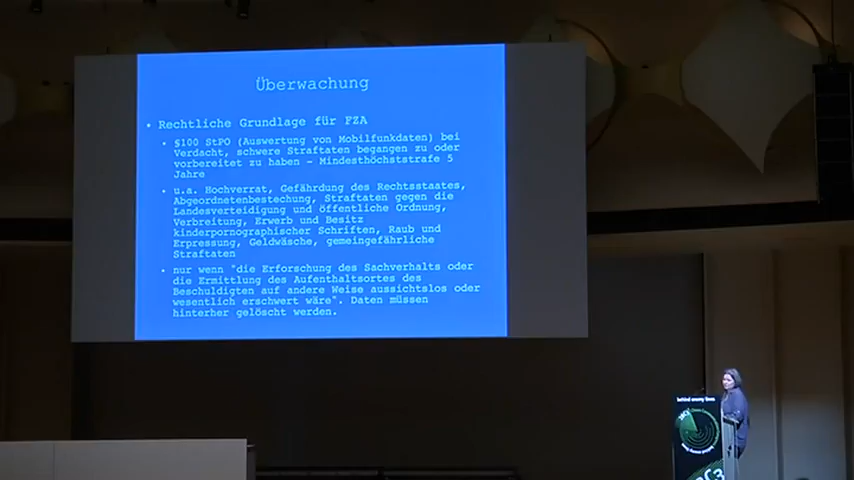 Überwachung
• Rechtliche Grundlage für FZA
• §100 StPO (Auswertung von Mobilfunkdaten) bei
Verdacht, schwere Straftaten begangen zu oder
vorbereitet zu haben - Mindesthöchststrafe 5
Jahre
• u.a. Hochverrat, Gefährdung des Rechtsstaates,
Abgeordnetenbestechung, Straftaten gegen die
Landesverteidigung und öffentliche Ordnung,
Verbreitung, Erwerb und Besitz
kinderpornographischer Schriften, Raub und
Erpressung, Geldwäsche, gemeingefährliche
Straftaten
• nur wenn "die Erforschung des Sachverhalts oder
die Ermittlung des Aufenthaltsortes des
Beschuldigten auf andere Weise aussichtslos oder
wesentlich erschwert wäre". Daten müssen
hinterher gelöscht werden.
behind enemy lines